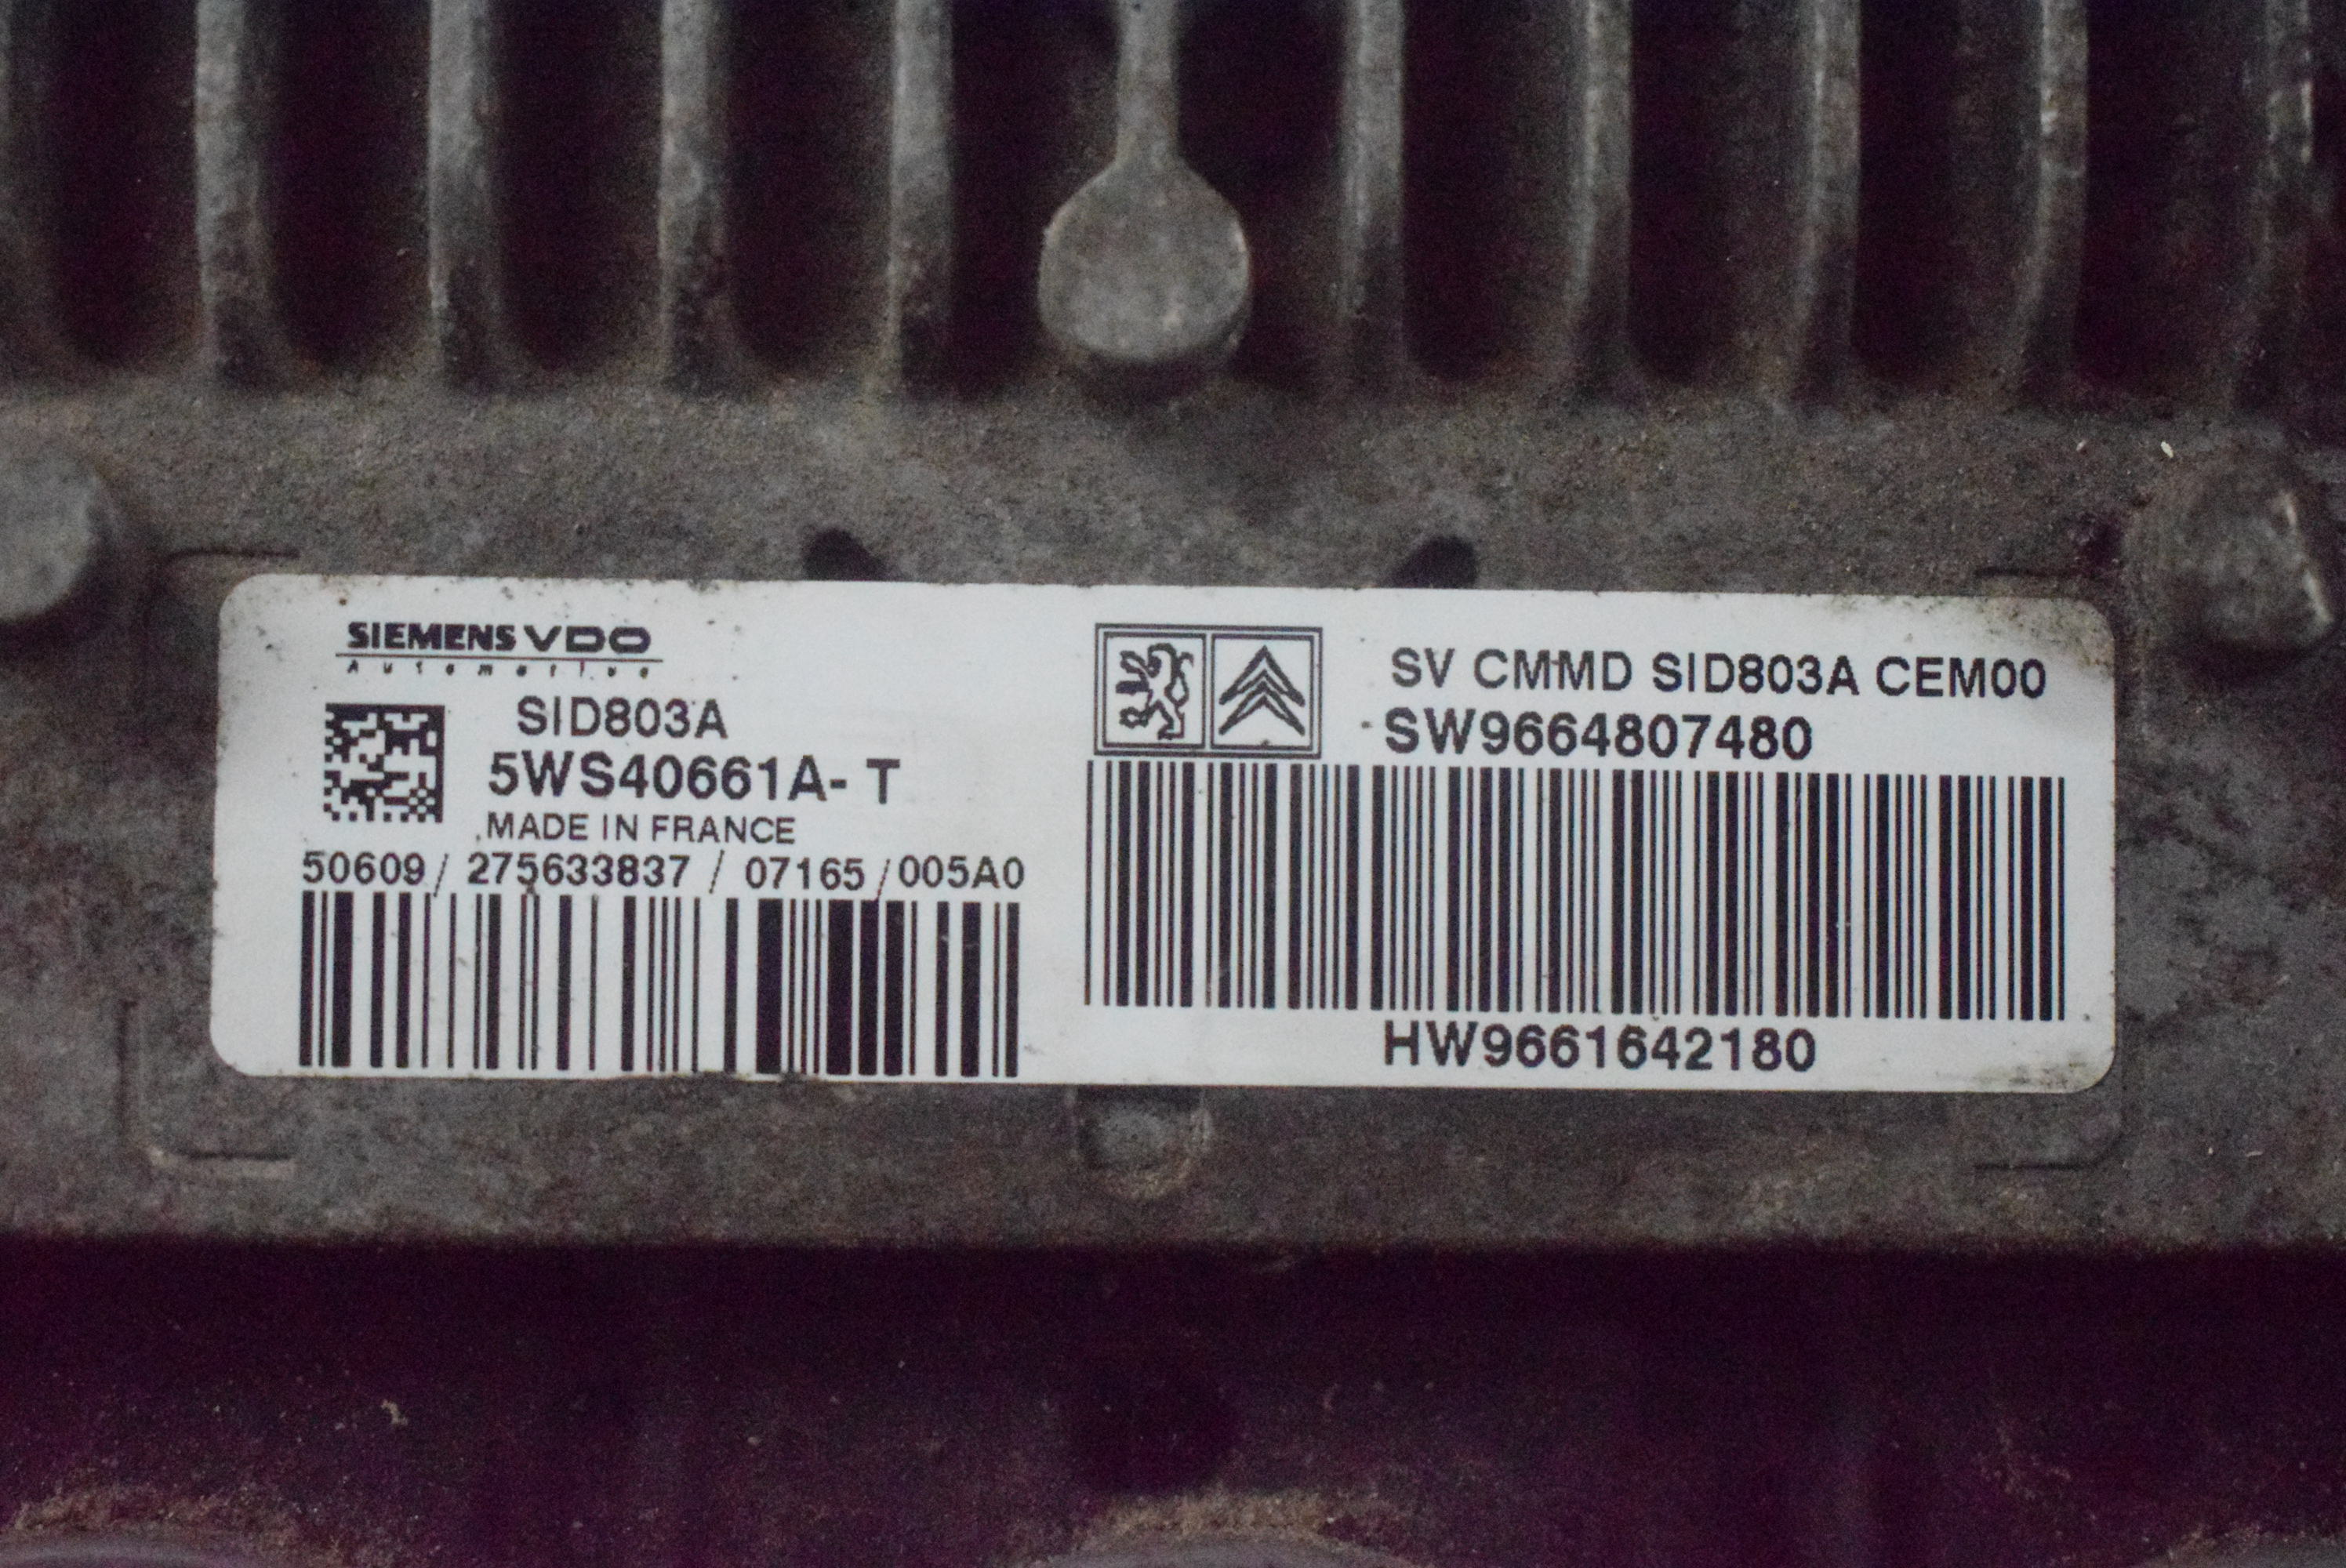 SIEMENS VDO
Automotive
SID803A
5WS40661A-T
MADE IN FRANCE
50609 / 275633837 / 07165 / 005A0
SV CMMD SID803A CEM00
SW9664807480
HW9661642180